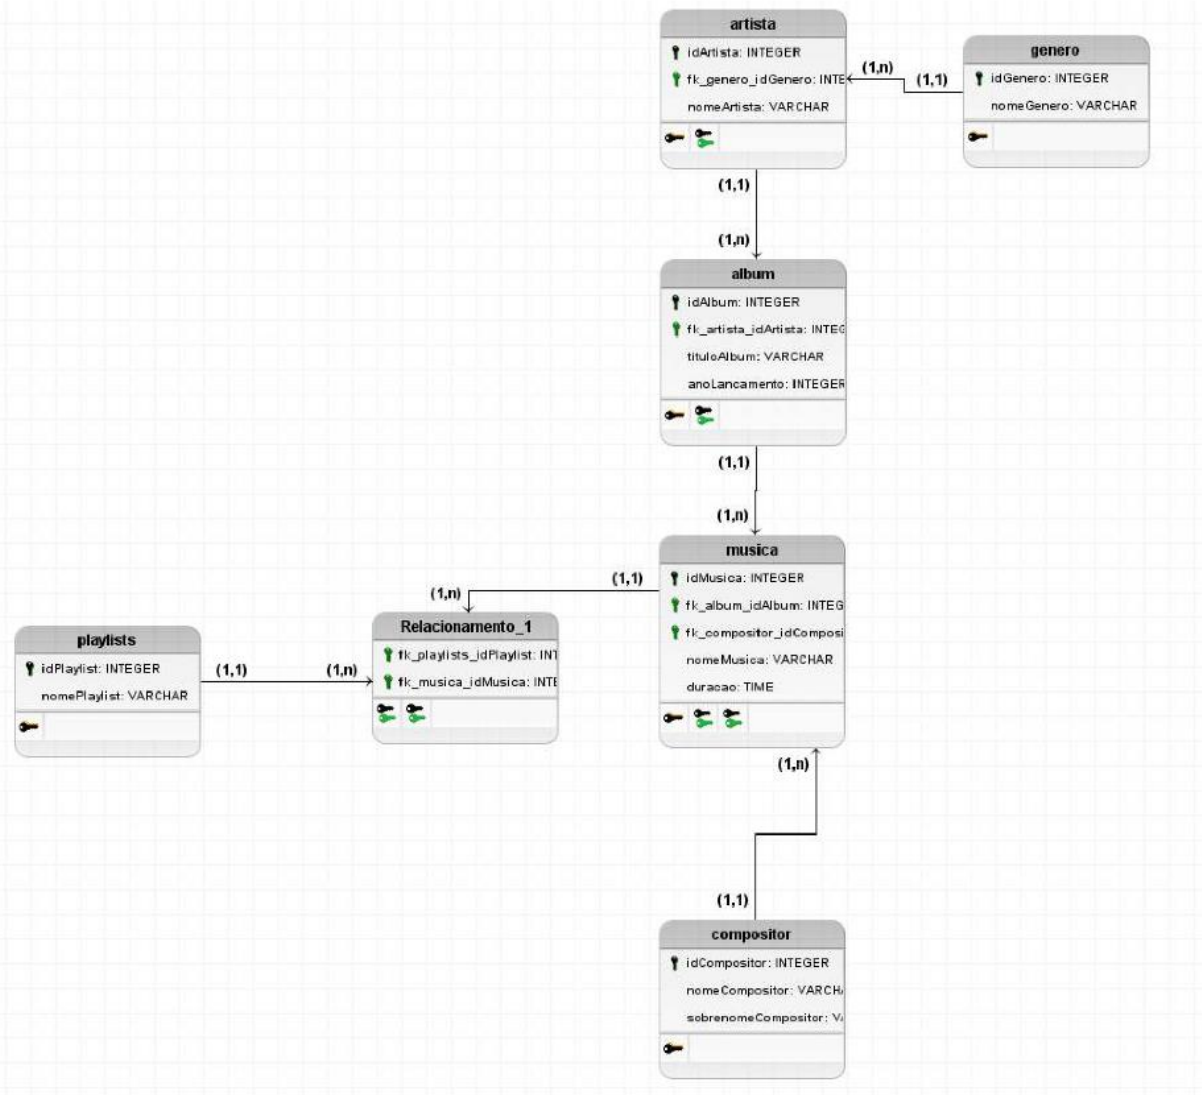 artista
idArtista: INTEGER
fk_genero_idGenero: INTE
nomeArtista: VARCHAR
(1,n)
(1,1)
genero
idGenero: INTEGER
nomeGenero: VARCHAR
(1,1)
(1,n)
album
idAlbum: INTEGER
fk_artista_idArtista: INTEG
tituloAlbum: VARCHAR
anoLancamento: INTEGER
(1,1)
(1,n)
musica
idMusica: INTEGER
fk_album_idAlbum: INTEG
fk_compositor_idComposi
nomeMusica: VARCHAR
duracao: TIME
(1,1)
(1,n)
Relacionamento_1
fk_playlists_idPlaylist: INT
fk_musica_idMusica: INTE
playlists
idPlaylist: INTEGER
nomePlaylist: VARCHAR
(1,1)
(1,n)
(1,n)
(1,1)
compositor
idCompositor: INTEGER
nomeCompositor: VARCH
sobrenomeCompositor: V